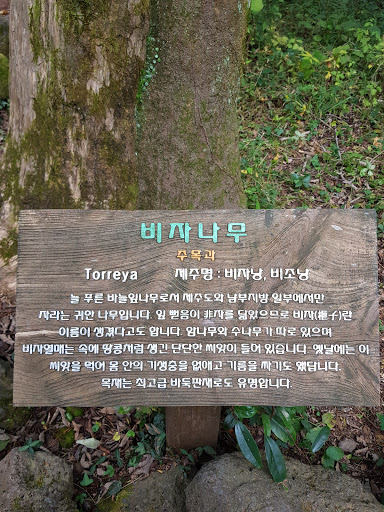 비자나무
주목과
Torreya 제주명 : 비자낭, 비조낭
늘 푸른 바늘잎나무로서 제주도와 남부지방 일부에서만
자라는 귀한 나무입니다. 잎 뻗음이 非자를 닮았으므로 비자(榧子)란
이름이 생겼다고도 합니다. 암나무와 수나무가 따로 있으며
비자열매는 속에 땅콩처럼 생긴 단단한 씨앗이 들어 있습니다. 옛날에는 이
씨앗을 먹어 몸 안의 기생충을 없애고 기름을 짜기도 했답니다.
목재는 최고급 바둑판재로도 유명합니다.